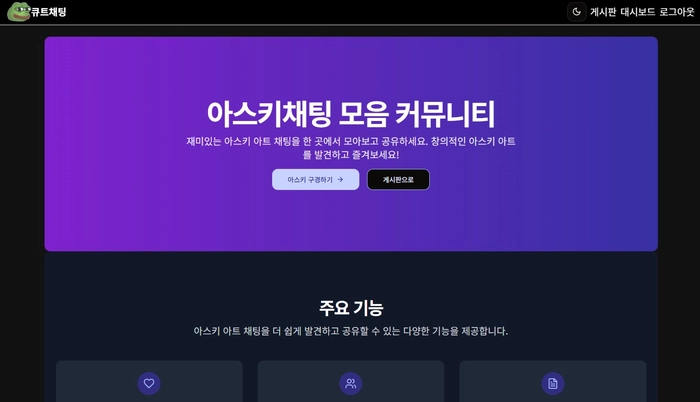 큐트채팅
게시판 대시보드 로그아웃
아스키채팅 모음 커뮤니티
재미있는 아스키 아트 채팅을 한 곳에서 모아보고 공유하세요. 창의적인 아스키 아트
를 발견하고 즐겨보세요!
아스키 구경하기 →
게시판으로
주요 기능
아스키 아트 채팅을 더 쉽게 발견하고 공유할 수 있는 다양한 기능을 제공합니다.